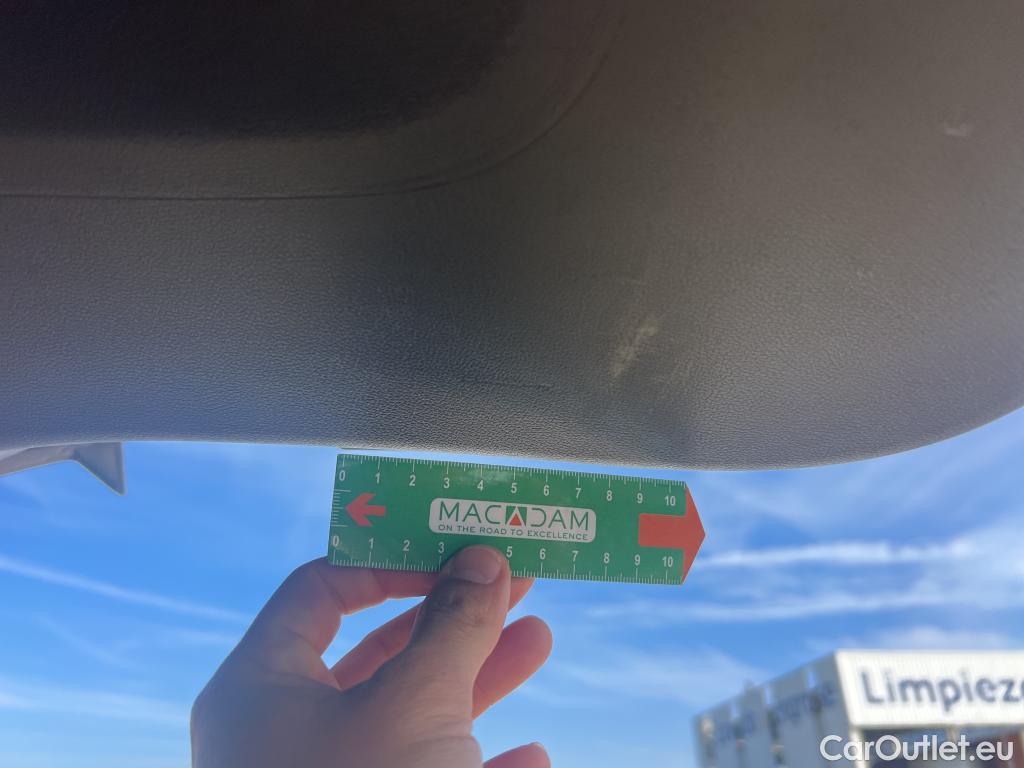 0 1 2 3 4 5 6 7 8 9 10
MACADAM
ON THE ROAD TO EXCELLENCE
0 1 2 3 5 6 7 8 9 10
Limpieza
CarOutlet.eu